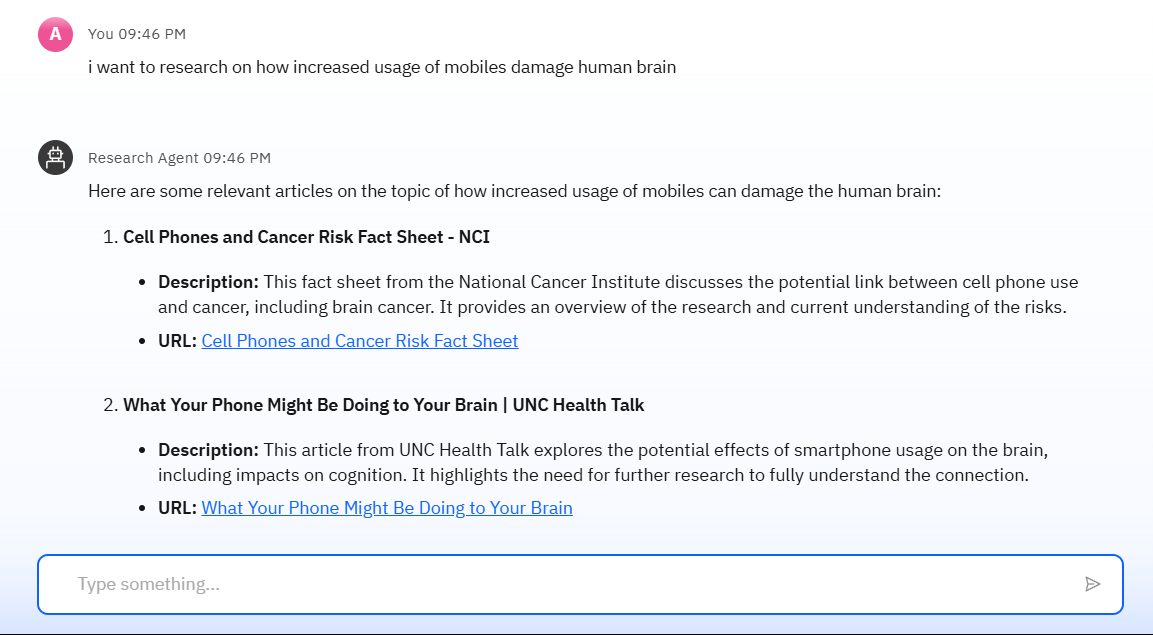 A
You 09:46 PM
i want to research on how increased usage of mobiles damage human brain
Research Agent 09:46 PM
Here are some relevant articles on the topic of how increased usage of mobiles can damage the human brain:
1. Cell Phones and Cancer Risk Fact Sheet - NCI
• Description: This fact sheet from the National Cancer Institute discusses the potential link between cell phone use
and cancer, including brain cancer. It provides an overview of the research and current understanding of the risks.
• URL: Cell Phones and Cancer Risk Fact Sheet
2. What Your Phone Might Be Doing to Your Brain | UNC Health Talk
• Description: This article from UNC Health Talk explores the potential effects of smartphone usage on the brain,
including impacts on cognition. It highlights the need for further research to fully understand the connection.
• URL: What Your Phone Might Be Doing to Your Brain
Type something...